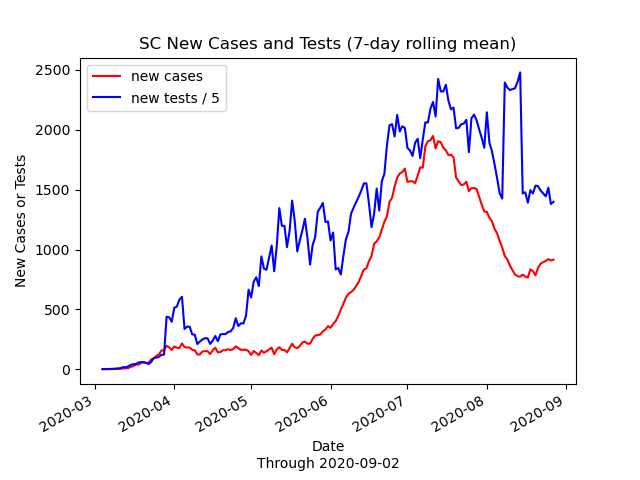 SC New Cases and Tests (7-day rolling mean)
new cases
new tests / 5
New Cases or Tests
2500
2000
1500
1000
500
0
2020-03
2020-04
2020-05
2020-06
2020-07
2020-08
2020-09
Date
Through 2020-09-02